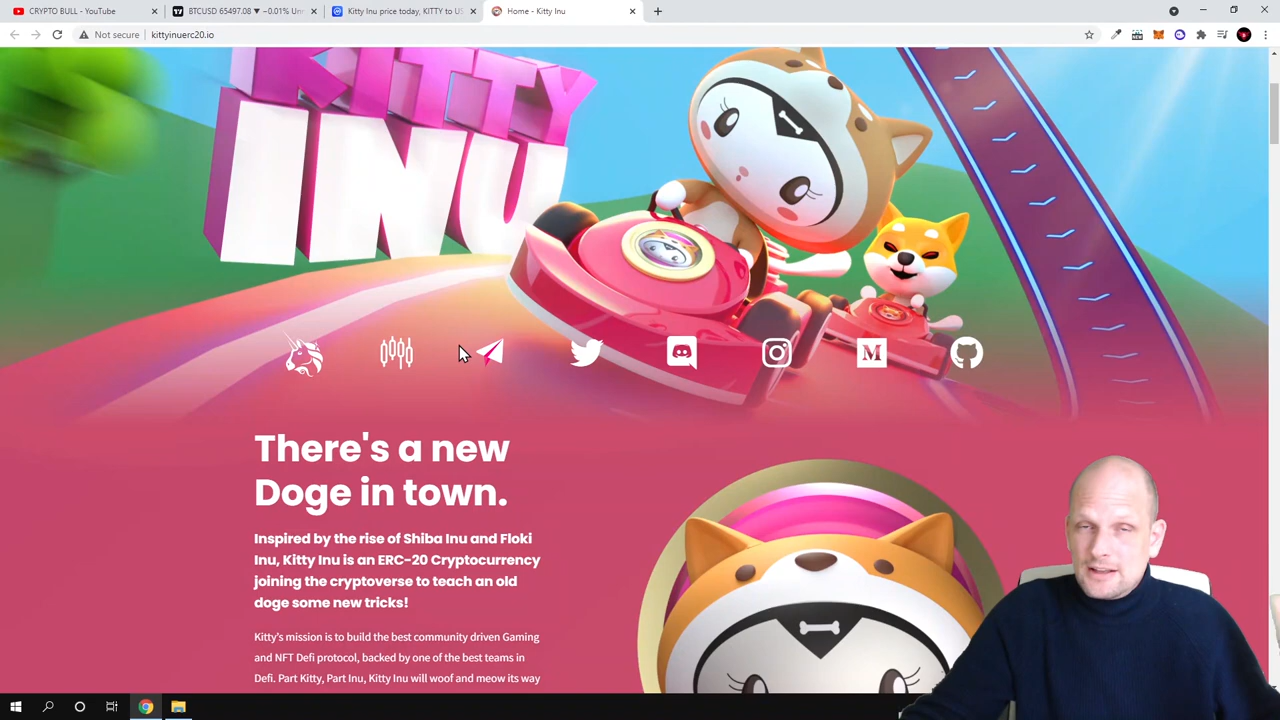 CRYPTO BULL - YouTube
BTCUSD 65497.08 ▼ −0.01% Un
Kitty Inu price today, KITTY to US
Home - Kitty Inu
Not secure
kittyinuerc20.io
KITTY
INU
There's a new
Doge in town.
Inspired by the rise of Shiba Inu and Floki
Inu, Kitty Inu is an ERC-20 Cryptocurrency
joining the cryptoverse to teach an old
doge some new tricks!
Kitty's mission is to build the best community driven Gaming
and NFT Defi protocol, backed by one of the best teams in
Defi. Part Kitty, Part Inu, Kitty Inu will woof and meow its way